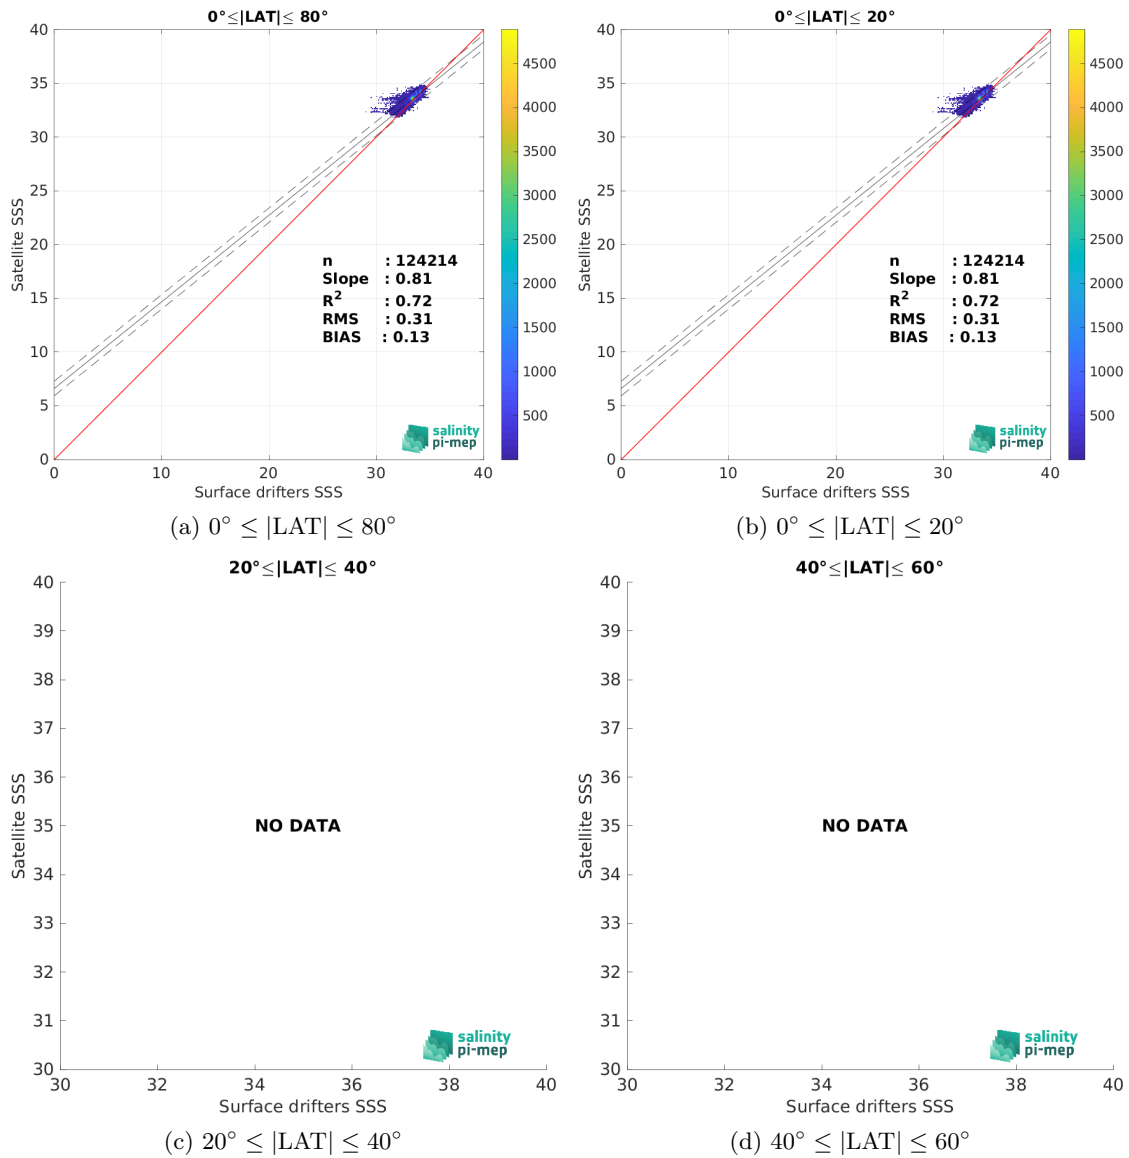 0°≤|LAT|≤ 80°
40
35
30
25
20
15
10
5
0
Satellite SSS
n : 124214
Slope : 0.81
R² : 0.72
RMS : 0.31
BIAS : 0.13
salinity
pi-mep
0 10 20 30 40
Surface drifters SSS
4500
4000
3500
3000
2500
2000
1500
1000
500
(a) 0° ≤ |LAT| ≤ 80°
0°≤|LAT|≤ 20°
40
35
30
25
20
15
10
5
0
Satellite SSS
n : 124214
Slope : 0.81
R² : 0.72
RMS : 0.31
BIAS : 0.13
salinity
pi-mep
0 10 20 30 40
Surface drifters SSS
4500
4000
3500
3000
2500
2000
1500
1000
500
(b) 0° ≤ |LAT| ≤ 20°
20°≤|LAT|≤ 40°
40
39
38
37
36
35
34
33
32
31
30
Satellite SSS
NO DATA
salinity
pi-mep
30 32 34 36 38 40
Surface drifters SSS
(c) 20° ≤ |LAT| ≤ 40°
40°≤|LAT|≤ 60°
40
39
38
37
36
35
34
33
32
31
30
Satellite SSS
NO DATA
salinity
pi-mep
30 32 34 36 38 40
Surface drifters SSS
(d) 40° ≤ |LAT| ≤ 60°